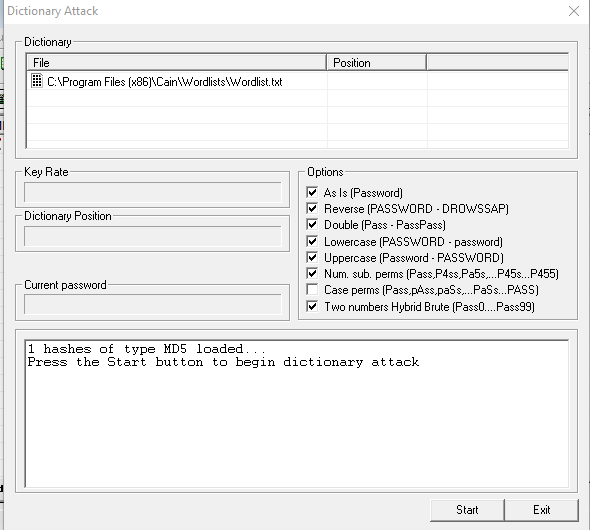 Dictionary Attack
Dictionary
File Position
C:\Program Files (x86)\Cain\Wordlists\Wordlist.txt
Key Rate
Dictionary Position
Current password
Options
As Is (Password)
Reverse (PASSWORD - DROWSSAP)
Double (Pass - PassPass)
Lowercase (PASSWORD - password)
Uppercase (Password - PASSWORD)
Num. sub. perms (Pass,P4ss,Pa5s,...P45s...P455)
Case perms (Pass,pAss,paSs,...PaSs...PASS)
Two numbers Hybrid Brute (Pass0....Pass99)
1 hashes of type MD5 loaded...
Press the Start button to begin dictionary attack
Start Exit